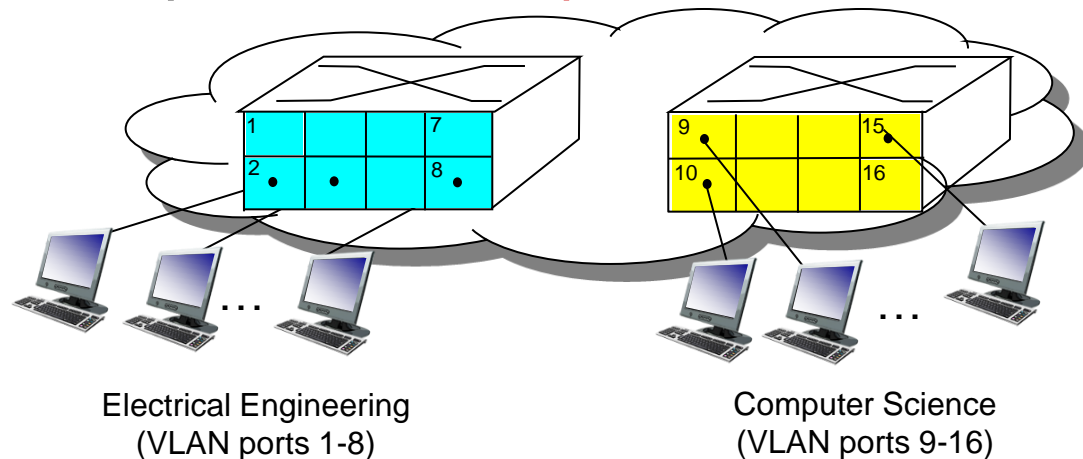 1 7
2 8
9 15
10 16
... ...
Electrical Engineering
(VLAN ports 1-8)
Computer Science
(VLAN ports 9-16)